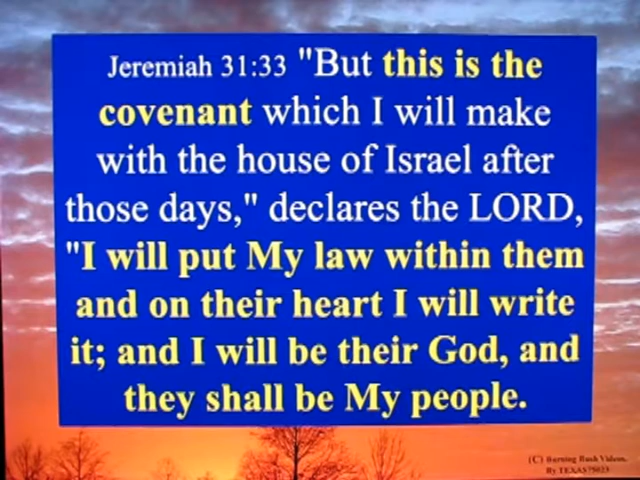 Jeremiah 31:33 "But this is the
covenant which I will make
with the house of Israel after
those days," declares the LORD,
"I will put My law within them
and on their heart I will write
it; and I will be their God, and
they shall be My people.
(C) Burning Bush Videos.
By TEXAS75023